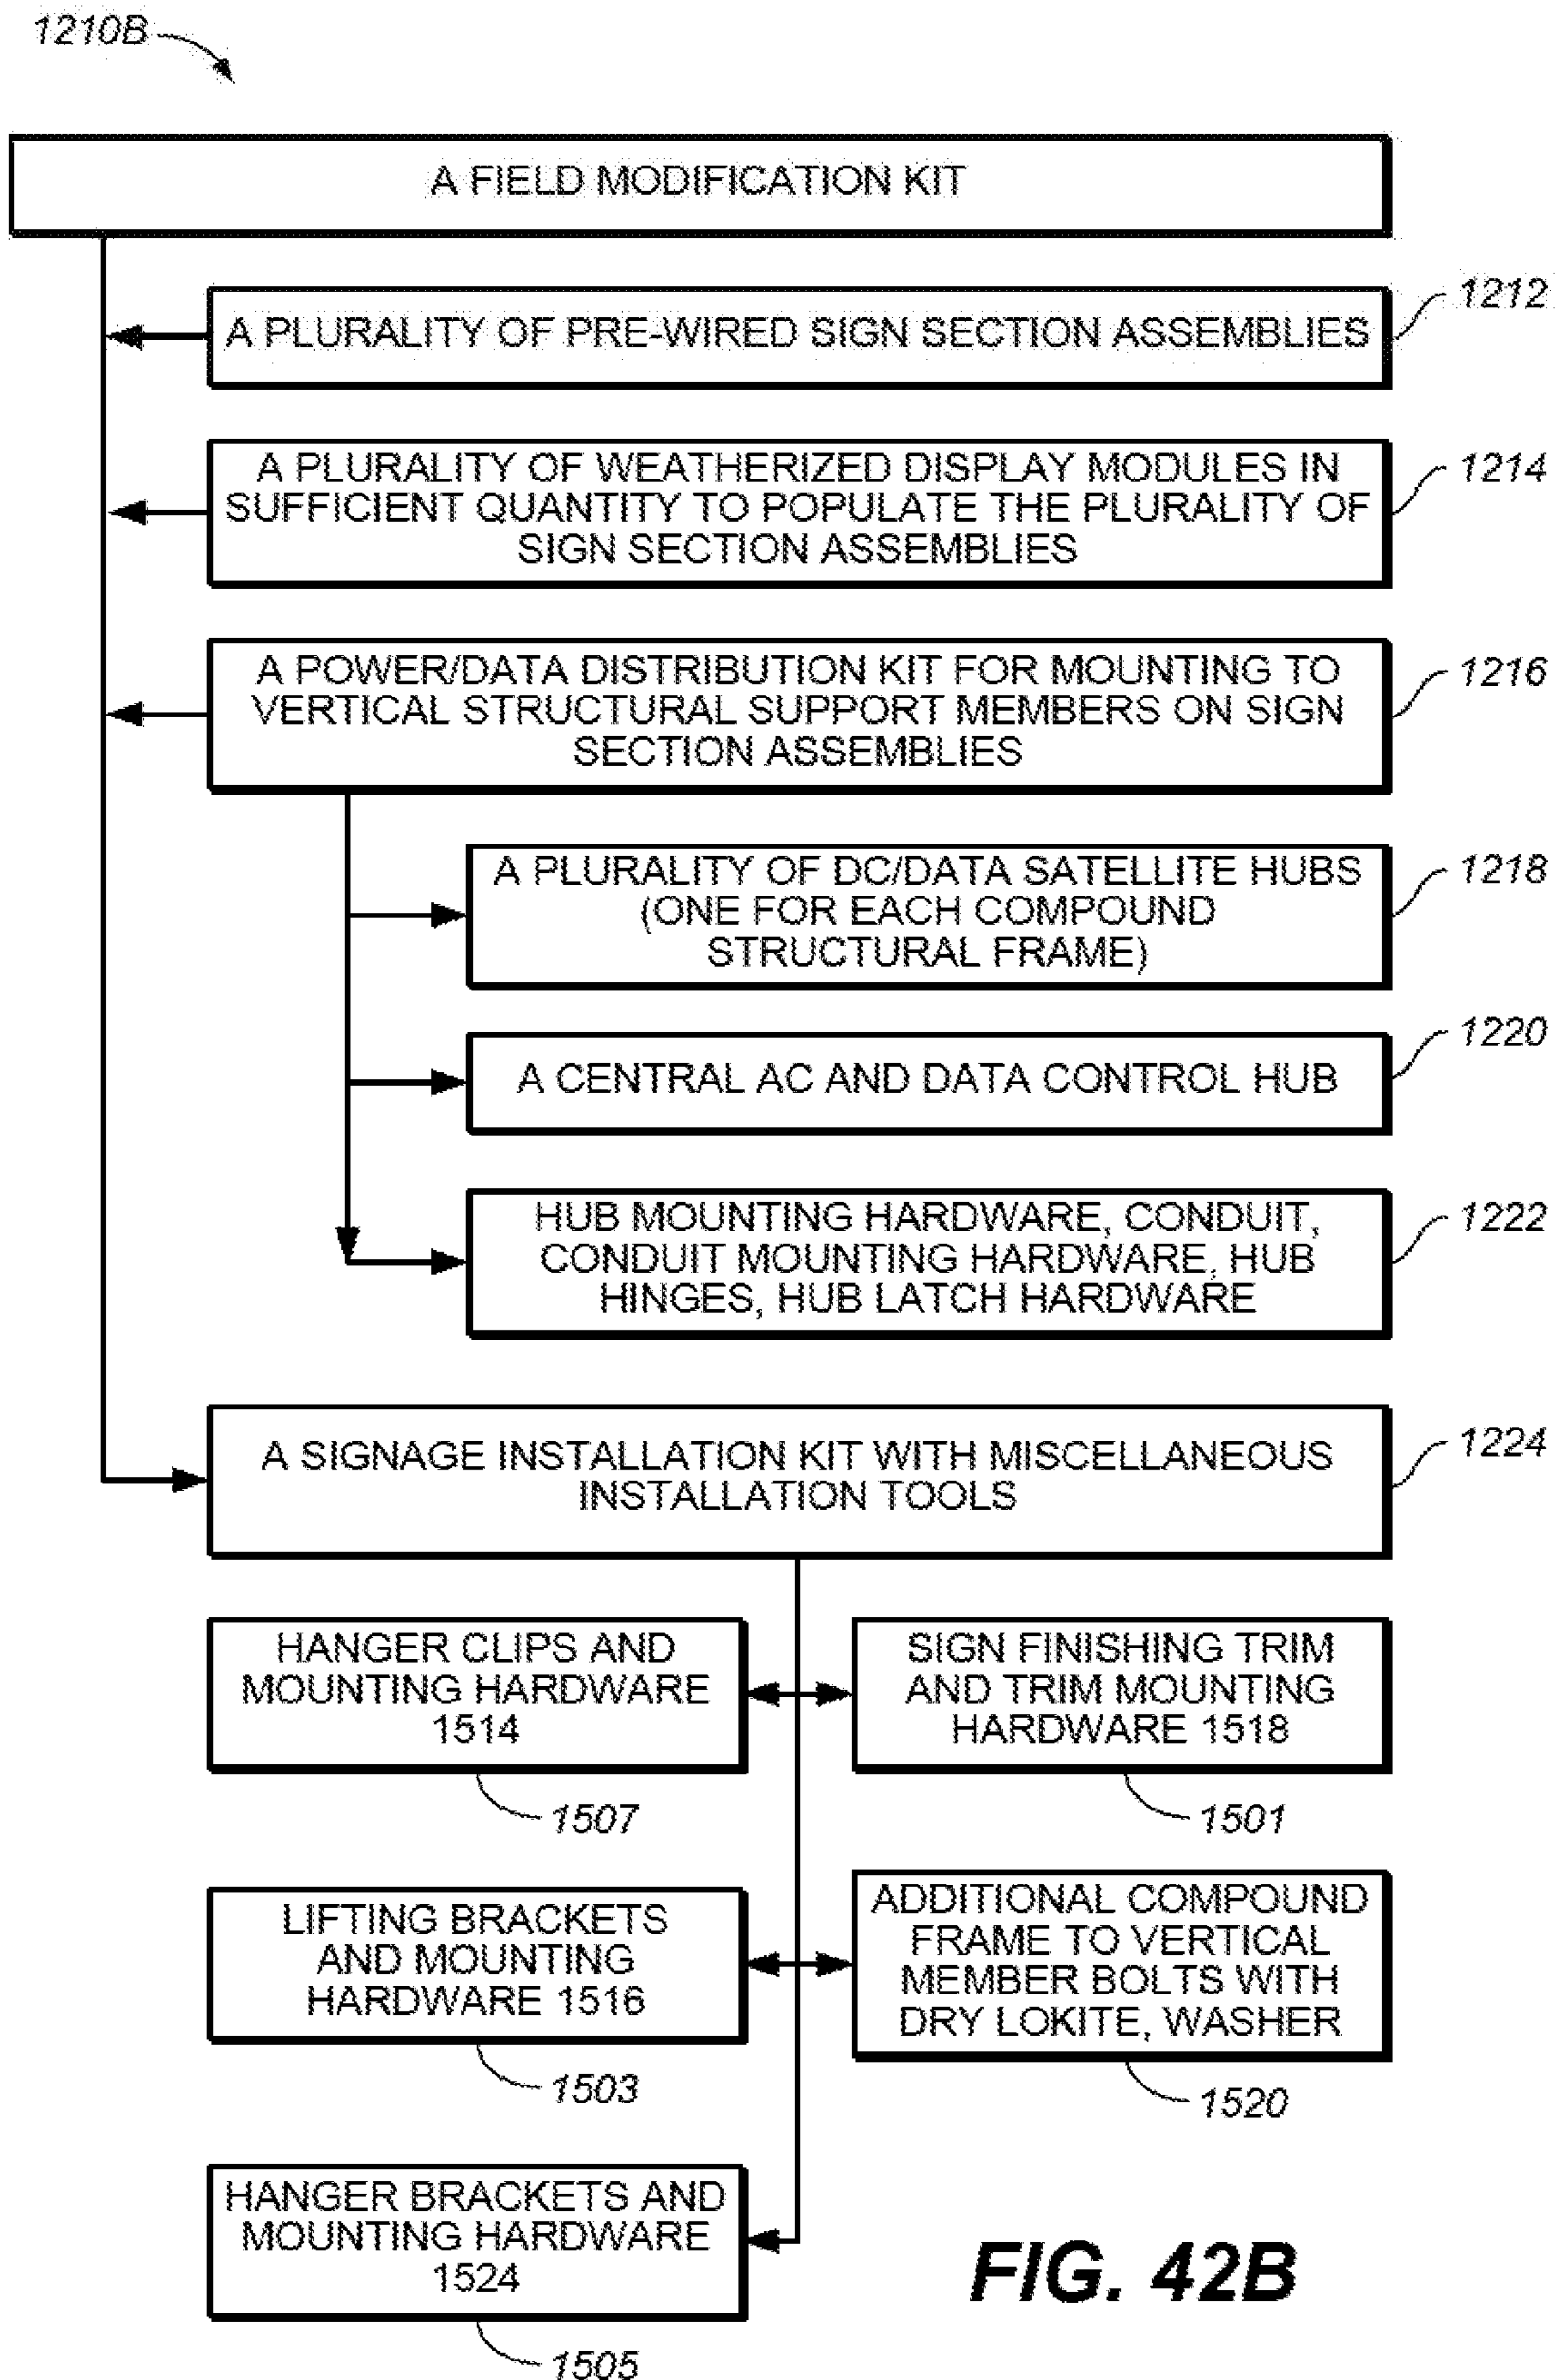 1210B
A FIELD MODIFICATION KIT
A PLURALITY OF PRE-WIRED SIGN SECTION ASSEMBLIES
1212
A PLURALITY OF WEATHERIZED DISPLAY MODULES IN
SUFFICIENT QUANTITY TO POPULATE THE PLURALITY OF
SIGN SECTION ASSEMBLIES
1214
A POWER/DATA DISTRIBUTION KIT FOR MOUNTING TO
VERTICAL STRUCTURAL SUPPORT MEMBERS ON SIGN
SECTION ASSEMBLIES
1216
A PLURALITY OF DC/DATA SATELLITE HUBS
(ONE FOR EACH COMPOUND
STRUCTURAL FRAME)
1218
A CENTRAL AC AND DATA CONTROL HUB
1220
HUB MOUNTING HARDWARE, CONDUIT,
CONDUIT MOUNTING HARDWARE, HUB
HINGES, HUB LATCH HARDWARE
1222
A SIGNAGE INSTALLATION KIT WITH MISCELLANEOUS
INSTALLATION TOOLS
1224
HANGER CLIPS AND
MOUNTING HARDWARE
1514
1507
SIGN FINISHING TRIM
AND TRIM MOUNTING
HARDWARE 1518
1501
LIFTING BRACKETS
AND MOUNTING
HARDWARE 1516
1503
ADDITIONAL COMPOUND
FRAME TO VERTICAL
MEMBER BOLTS WITH
DRY LOKITE, WASHER
1520
HANGER BRACKETS AND
MOUNTING HARDWARE
1524
1505
FIG. 42B